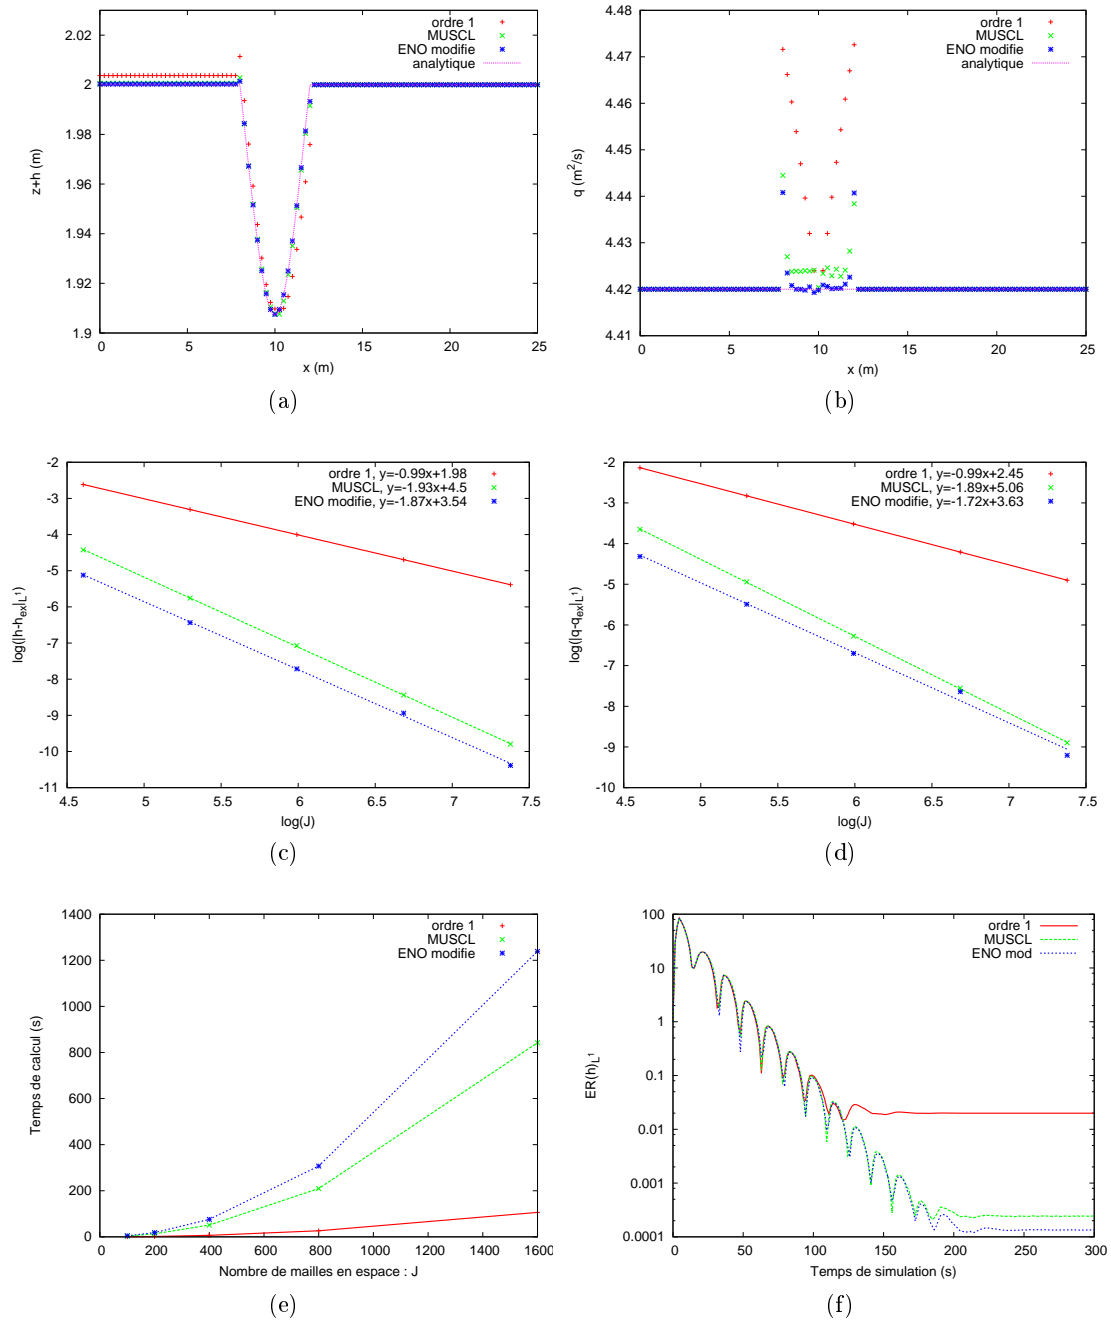 ordre 1
MUSCL
ENO modifie
analytique
2.02
2
1.98
1.96
1.94
1.92
1.9
z+h (m)
0 5 10 15 20 25
x (m)
(a)
ordre 1
MUSCL
ENO modifie
analytique
4.48
4.47
4.46
4.45
4.44
4.43
4.42
4.41
q (m²/s)
0 5 10 15 20 25
x (m)
(b)
ordre 1, y=-0.99x+1.98
MUSCL, y=-1.93x+4.5
ENO modifie, y=-1.87x+3.54
-2
-3
-4
-5
-6
-7
-8
-9
-10
-11
log(|h-h_ex|_L¹)
4.5 5 5.5 6 6.5 7 7.5
log(J)
(c)
ordre 1, y=-0.99x+2.45
MUSCL, y=-1.89x+5.06
ENO modifie, y=-1.72x+3.63
-2
-3
-4
-5
-6
-7
-8
-9
-10
log(|q-q_ex|_L¹)
4.5 5 5.5 6 6.5 7 7.5
log(J)
(d)
ordre 1
MUSCL
ENO modifie
1400
1200
1000
800
600
400
200
0
Temps de calcul (s)
0 200 400 600 800 1000 1200 1400 1600
Nombre de mailles en espace : J
(e)
ordre 1
MUSCL
ENO mod
100
10
1
0.1
0.01
0.001
0.0001
ER(h)_L¹
0 50 100 150 200 250 300
Temps de simulation (s)
(f)